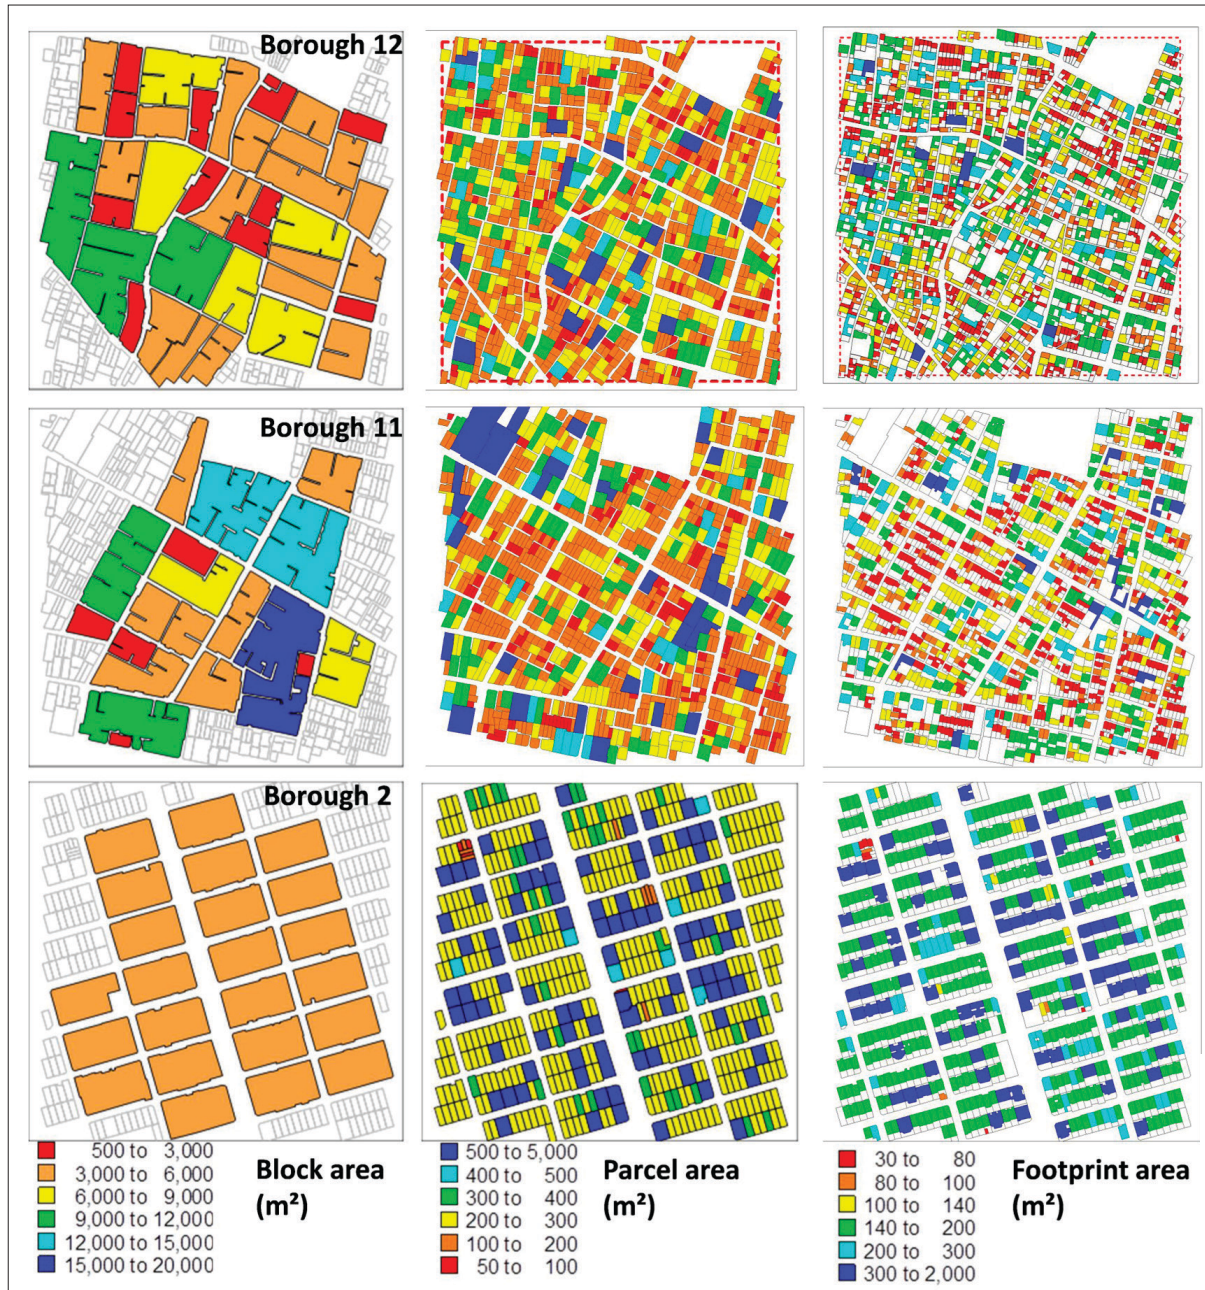 Borough 12
Borough 11
Borough 2
500 to 3,000
3,000 to 6,000
6,000 to 9,000
9,000 to 12,000
12,000 to 15,000
15,000 to 20,000
Block area
(m²)
500 to 5,000
400 to 500
300 to 400
200 to 300
100 to 200
50 to 100
Parcel area
(m²)
30 to 80
80 to 100
100 to 140
140 to 200
200 to 300
300 to 2,000
Footprint area
(m²)